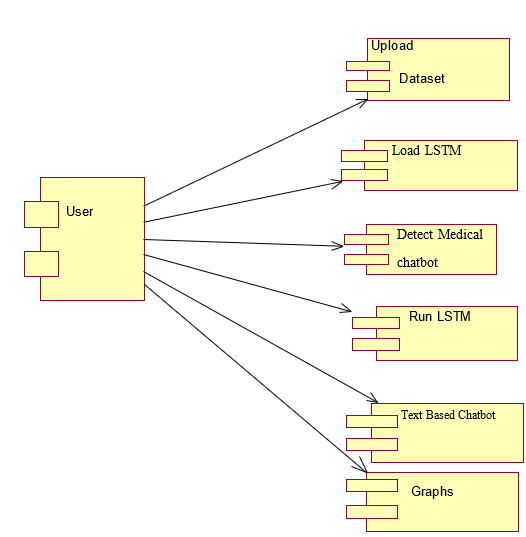 Upload
Dataset
Load LSTM
User
Detect Medical
chatbot
Run LSTM
Text Based Chatbot
Graphs